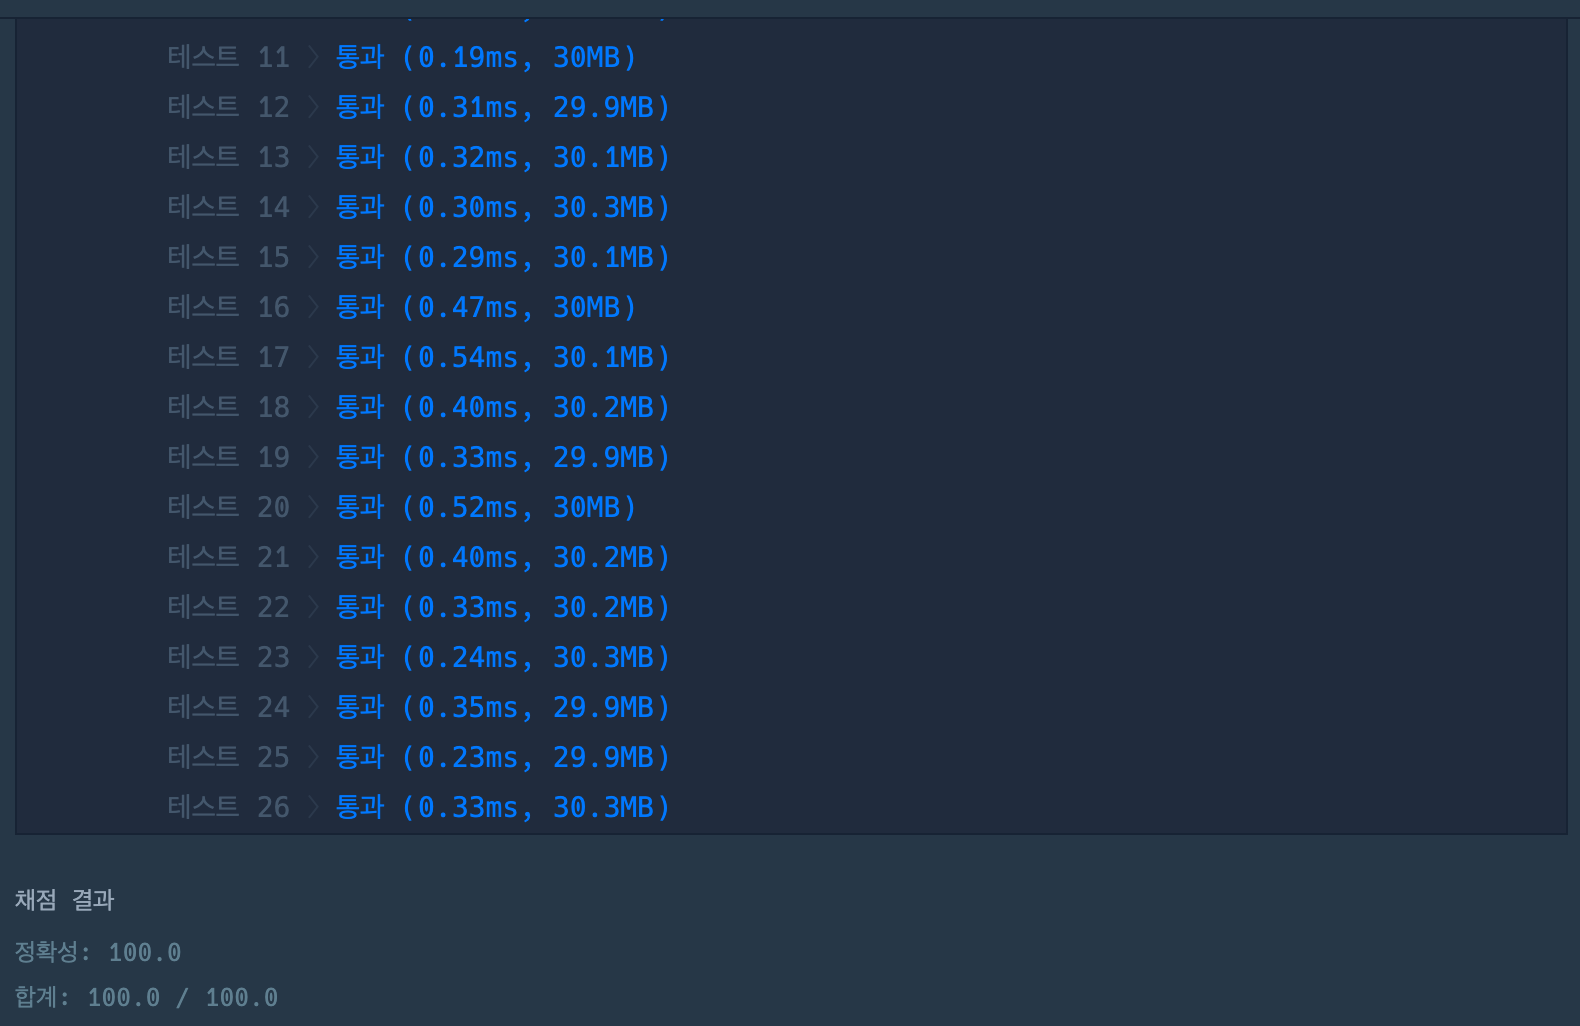 테스트 11 〉 통과 (0.19ms, 30MB)
테스트 12 〉 통과 (0.31ms, 29.9MB)
테스트 13 〉 통과 (0.32ms, 30.1MB)
테스트 14 〉 통과 (0.30ms, 30.3MB)
테스트 15 〉 통과 (0.29ms, 30.1MB)
테스트 16 〉 통과 (0.47ms, 30MB)
테스트 17 〉 통과 (0.54ms, 30.1MB)
테스트 18 〉 통과 (0.40ms, 30.2MB)
테스트 19 〉 통과 (0.33ms, 29.9MB)
테스트 20 〉 통과 (0.52ms, 30MB)
테스트 21 〉 통과 (0.40ms, 30.2MB)
테스트 22 〉 통과 (0.33ms, 30.2MB)
테스트 23 〉 통과 (0.24ms, 30.3MB)
테스트 24 〉 통과 (0.35ms, 29.9MB)
테스트 25 〉 통과 (0.23ms, 29.9MB)
테스트 26 〉 통과 (0.33ms, 30.3MB)
채점 결과
정확성: 100.0
합계: 100.0 / 100.0